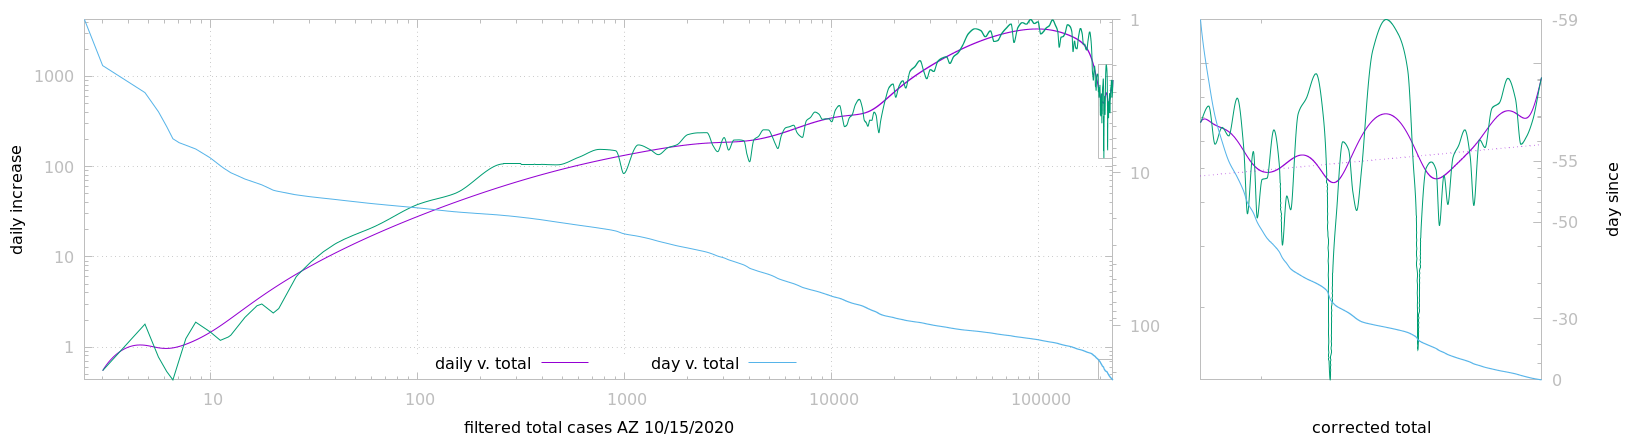 daily increase
1000
100
10
1
10
100
1000
10000
100000
filtered total cases AZ 10/15/2020
daily v. total
day v. total
1
10
100
-59
-55
-50
-30
0
day since
corrected total